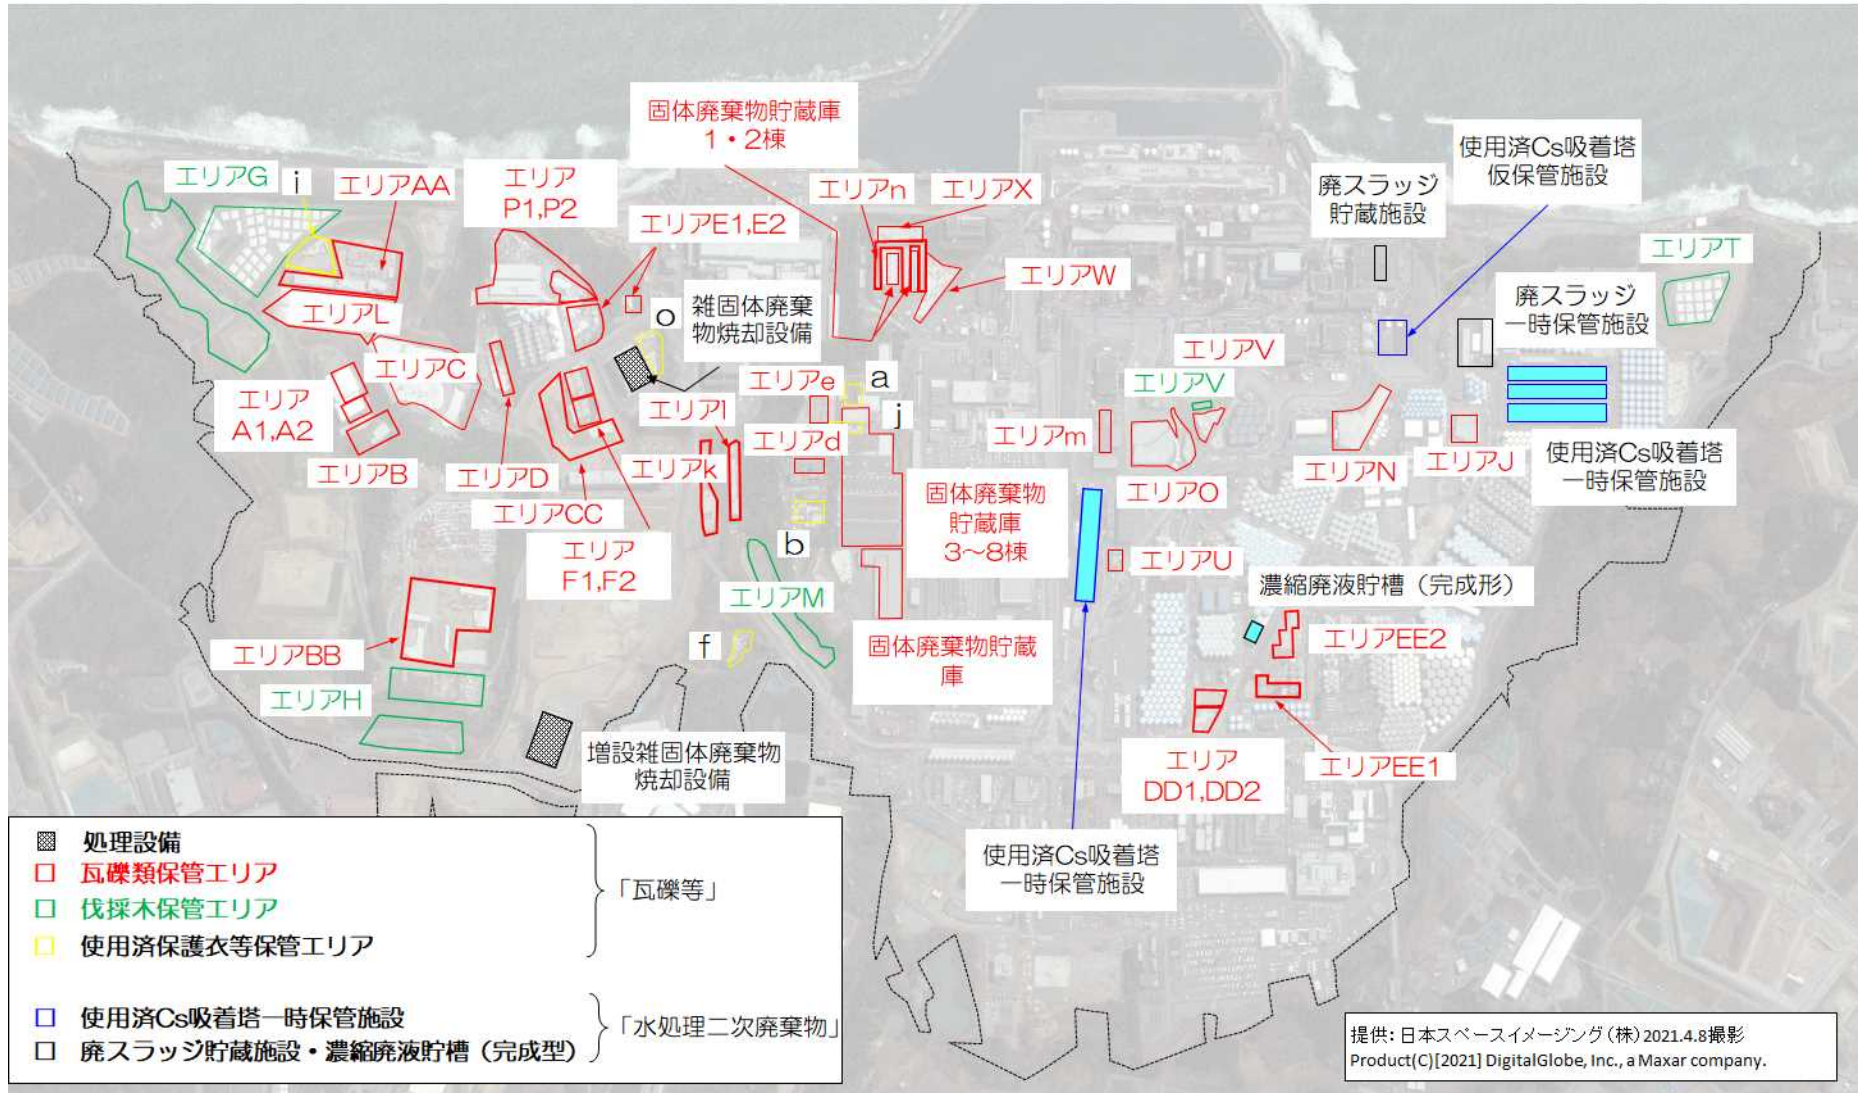 固体廃棄物貯蔵庫
1・2棟
エリアG
i
エリアAA
エリア
P1,P2
エリアE1,E2
エリアn
エリアX
エリアW
廃スラッジ
貯蔵施設
使用済Cs吸着塔
仮保管施設
エリアT
廃スラッジ
一時保管施設
エリアL
o
雑固体廃棄
物焼却設備
エリアC
エリア
A1,A2
エリアB
エリアD
エリアCC
エリアk
エリア
F1,F2
エリアl
エリアe
a
j
エリアd
b
エリアm
エリアV
エリアV
エリアO
エリアN
エリアJ
使用済Cs吸着塔
一時保管施設
固体廃棄物
貯蔵庫
3〜8棟
エリアU
濃縮廃液貯槽（完成形）
エリアM
f
エリアBB
エリアH
固体廃棄物貯蔵
庫
エリアEE2
増設雑固体廃棄物
焼却設備
エリア
DD1,DD2
エリアEE1
使用済Cs吸着塔
一時保管施設
処理設備
瓦礫類保管エリア
伐採木保管エリア
使用済保護衣等保管エリア
「瓦礫等」
使用済Cs吸着塔一時保管施設
廃スラッジ貯蔵施設・濃縮廃液貯槽（完成型）
「水処理二次廃棄物」
提供：日本スペースイメージング（株）2021.4.8撮影
Product(C)[2021] DigitalGlobe, Inc., a Maxar company.